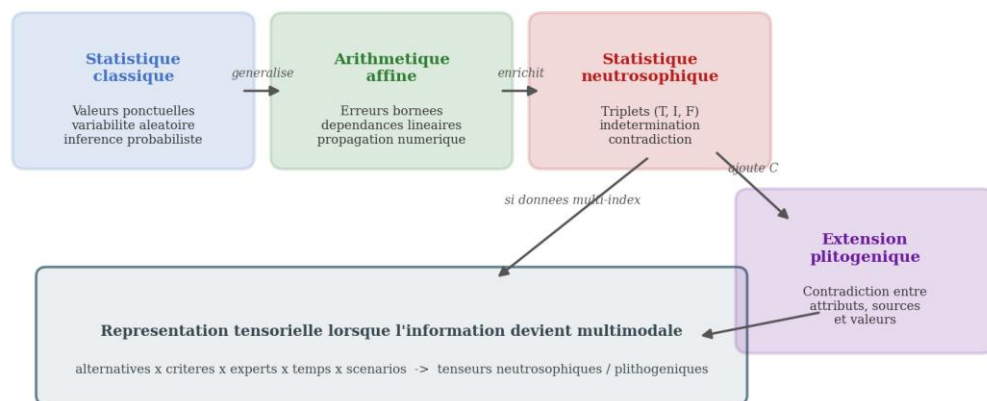 Statistique
classique
Valeurs ponctuelles
variabilite aleatoire
inference probabiliste
generalise
Arithmetique
affine
Erreurs bornees
dependances lineaires
propagation numerique
enrichit
Statistique
neutrosophique
Triplets (T, I, F)
indetermination
contradiction
si donnees multi-index
ajoute C
Extension
plitogenique
Contradiction entre
attributs, sources
et valeurs
Representation tensorielle lorsque l'information devient multimodale
alternatives x criteres x experts x temps x scenarios -> tenseurs neutrosophiques / plithogeniques